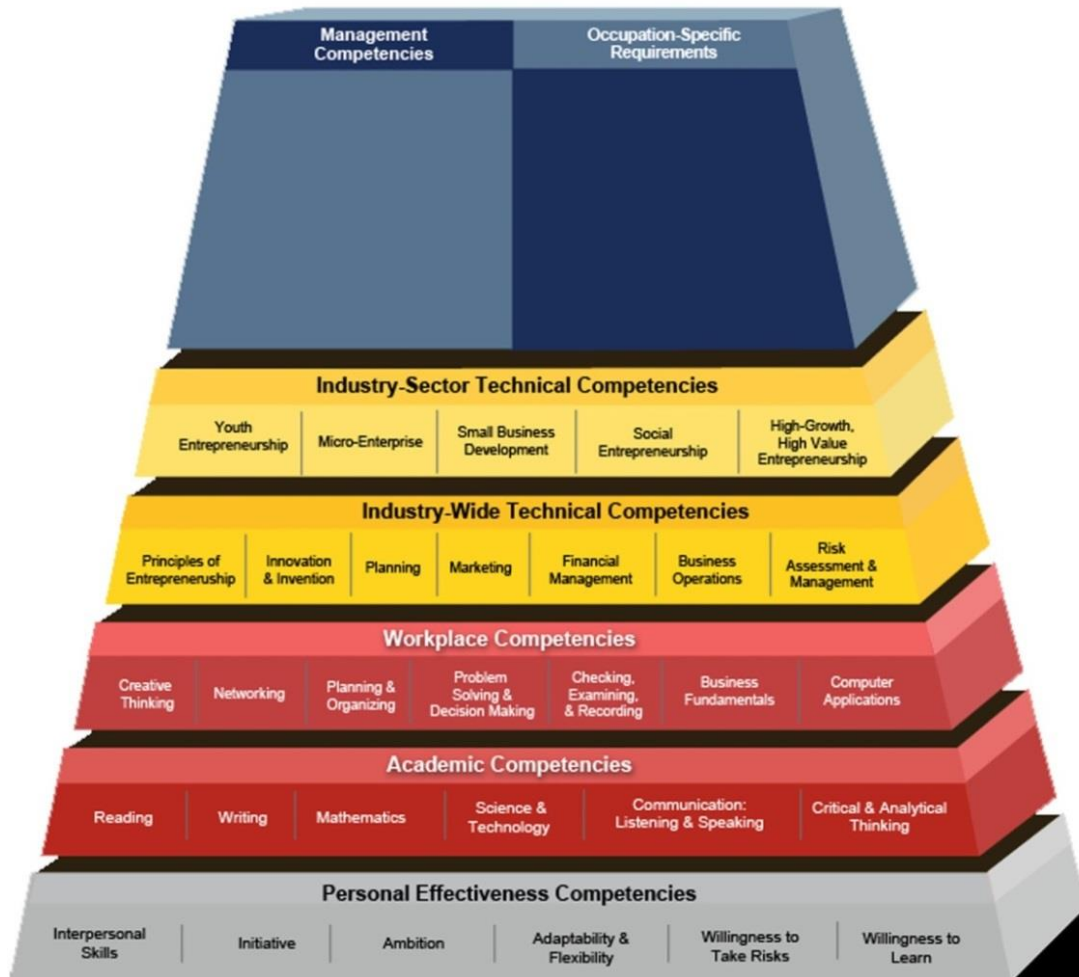 Management
Competencies
Occupation-Specific
Requirements
Industry-Sector Technical Competencies
Youth
Entrepreneurship
Micro-Enterprise
Small Business
Development
Social
Entrepreneurship
High-Growth,
High Value
Entrepreneurship
Industry-Wide Technical Competencies
Principles of
Entrepreneruship
Innovation
& Invention
Planning
Marketing
Financial
Management
Business
Operations
Risk
Assessment &
Management
Workplace Competencies
Creative
Thinking
Networking
Planning &
Organizing
Problem
Solving &
Decision Making
Checking,
Examining,
& Recording
Business
Fundamentals
Computer
Applications
Academic Competencies
Reading
Writing
Mathematics
Science &
Technology
Communication:
Listening & Speaking
Critical & Analytical
Thinking
Personal Effectiveness Competencies
Interpersonal
Skills
Initiative
Ambition
Adaptability &
Flexibility
Willingness to
Take Risks
Willingness to
Learn